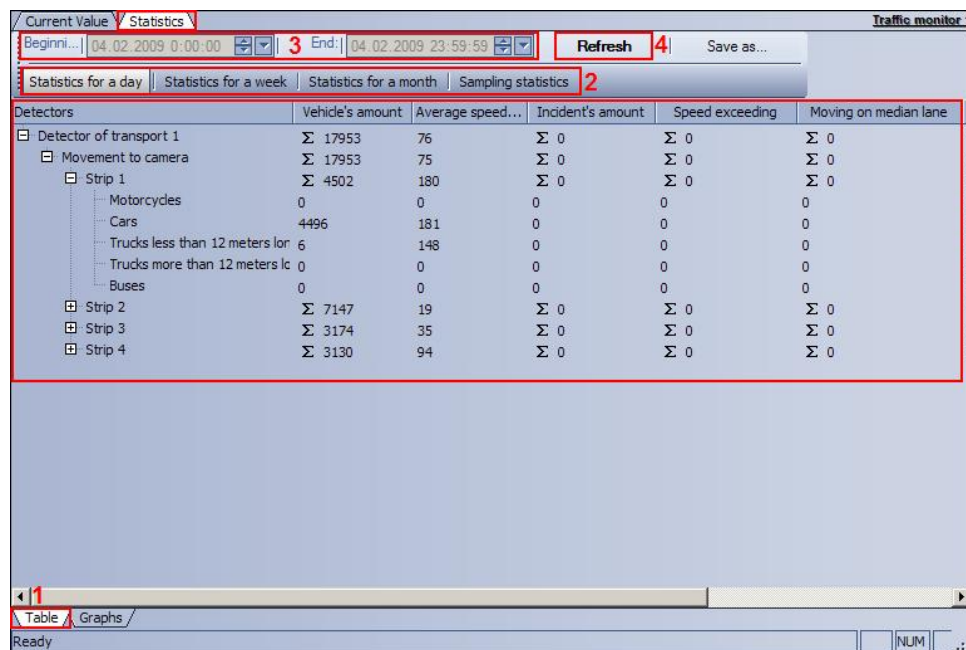 Current Value Statistics Traffic monitor
Beginni... 04.02.2009 0:00:00 3 End: 04.02.2009 23:59:59 Refresh 4 Save as...
Statistics for a day Statistics for a week Statistics for a month Sampling statistics 2
Detectors Vehicle's amount Average speed... Incident's amount Speed exceeding Moving on median lane
Detector of transport 1 Σ 17953 76 Σ 0 Σ 0 Σ 0
Movement to camera Σ 17953 75 Σ 0 Σ 0 Σ 0
Strip 1 Σ 4502 180 Σ 0 Σ 0 Σ 0
Motorcycles 0 0 0 0 0
Cars 4496 181 0 0 0
Trucks less than 12 meters lon 6 148 0 0 0
Trucks more than 12 meters lc 0 0 0 0 0
Buses 0 0 0 0 0
Strip 2 Σ 7147 19 Σ 0 Σ 0 Σ 0
Strip 3 Σ 3174 35 Σ 0 Σ 0 Σ 0
Strip 4 Σ 3130 94 Σ 0 Σ 0 Σ 0
1
Table Graphs
Ready NUM